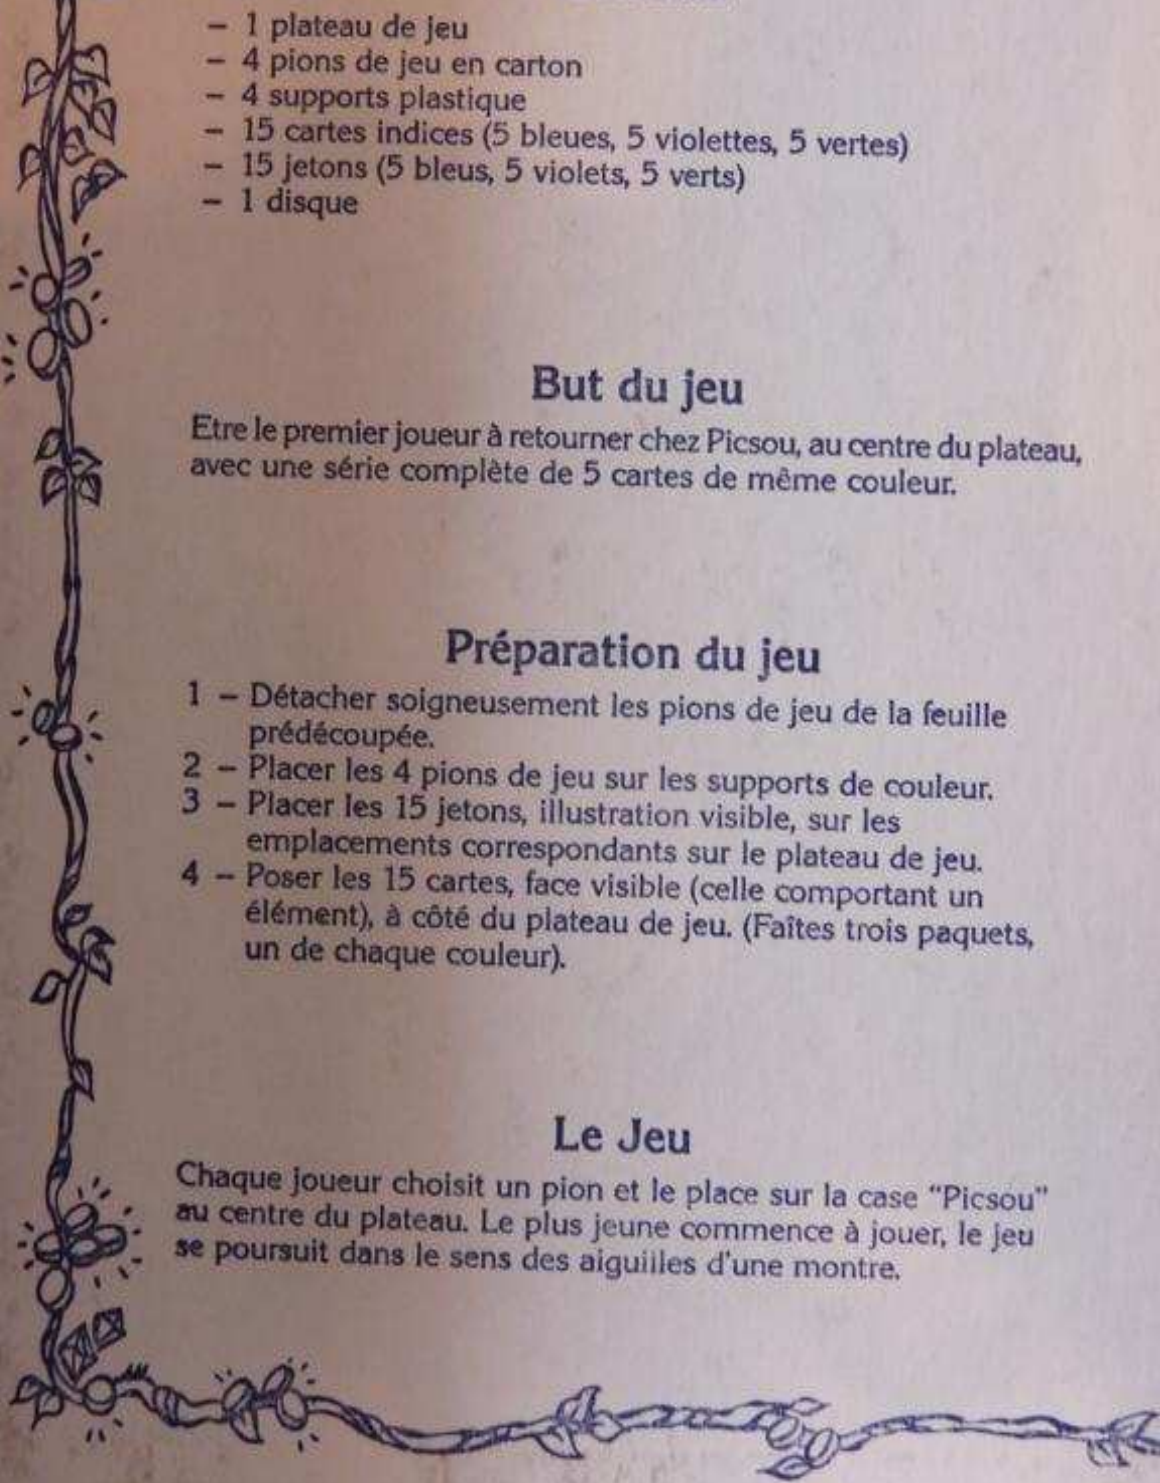 – 1 plateau de jeu
– 4 pions de jeu en carton
– 4 supports plastique
– 15 cartes indices (5 bleues, 5 violettes, 5 vertes)
– 15 jetons (5 bleus, 5 violets, 5 verts)
– 1 disque
But du jeu
Etre le premier joueur à retourner chez Picsou, au centre du plateau,
avec une série complète de 5 cartes de même couleur.
Préparation du jeu
1 – Détacher soigneusement les pions de jeu de la feuille
prédécoupée.
2 – Placer les 4 pions de jeu sur les supports de couleur.
3 – Placer les 15 jetons, illustration visible, sur les
emplacements correspondants sur le plateau de jeu.
4 – Poser les 15 cartes, face visible (celle comportant un
élément), à côté du plateau de jeu. (Faîtes trois paquets,
un de chaque couleur).
Le Jeu
Chaque joueur choisit un pion et le place sur la case "Picsou"
au centre du plateau. Le plus jeune commence à jouer, le jeu
se poursuit dans le sens des aiguilles d'une montre.